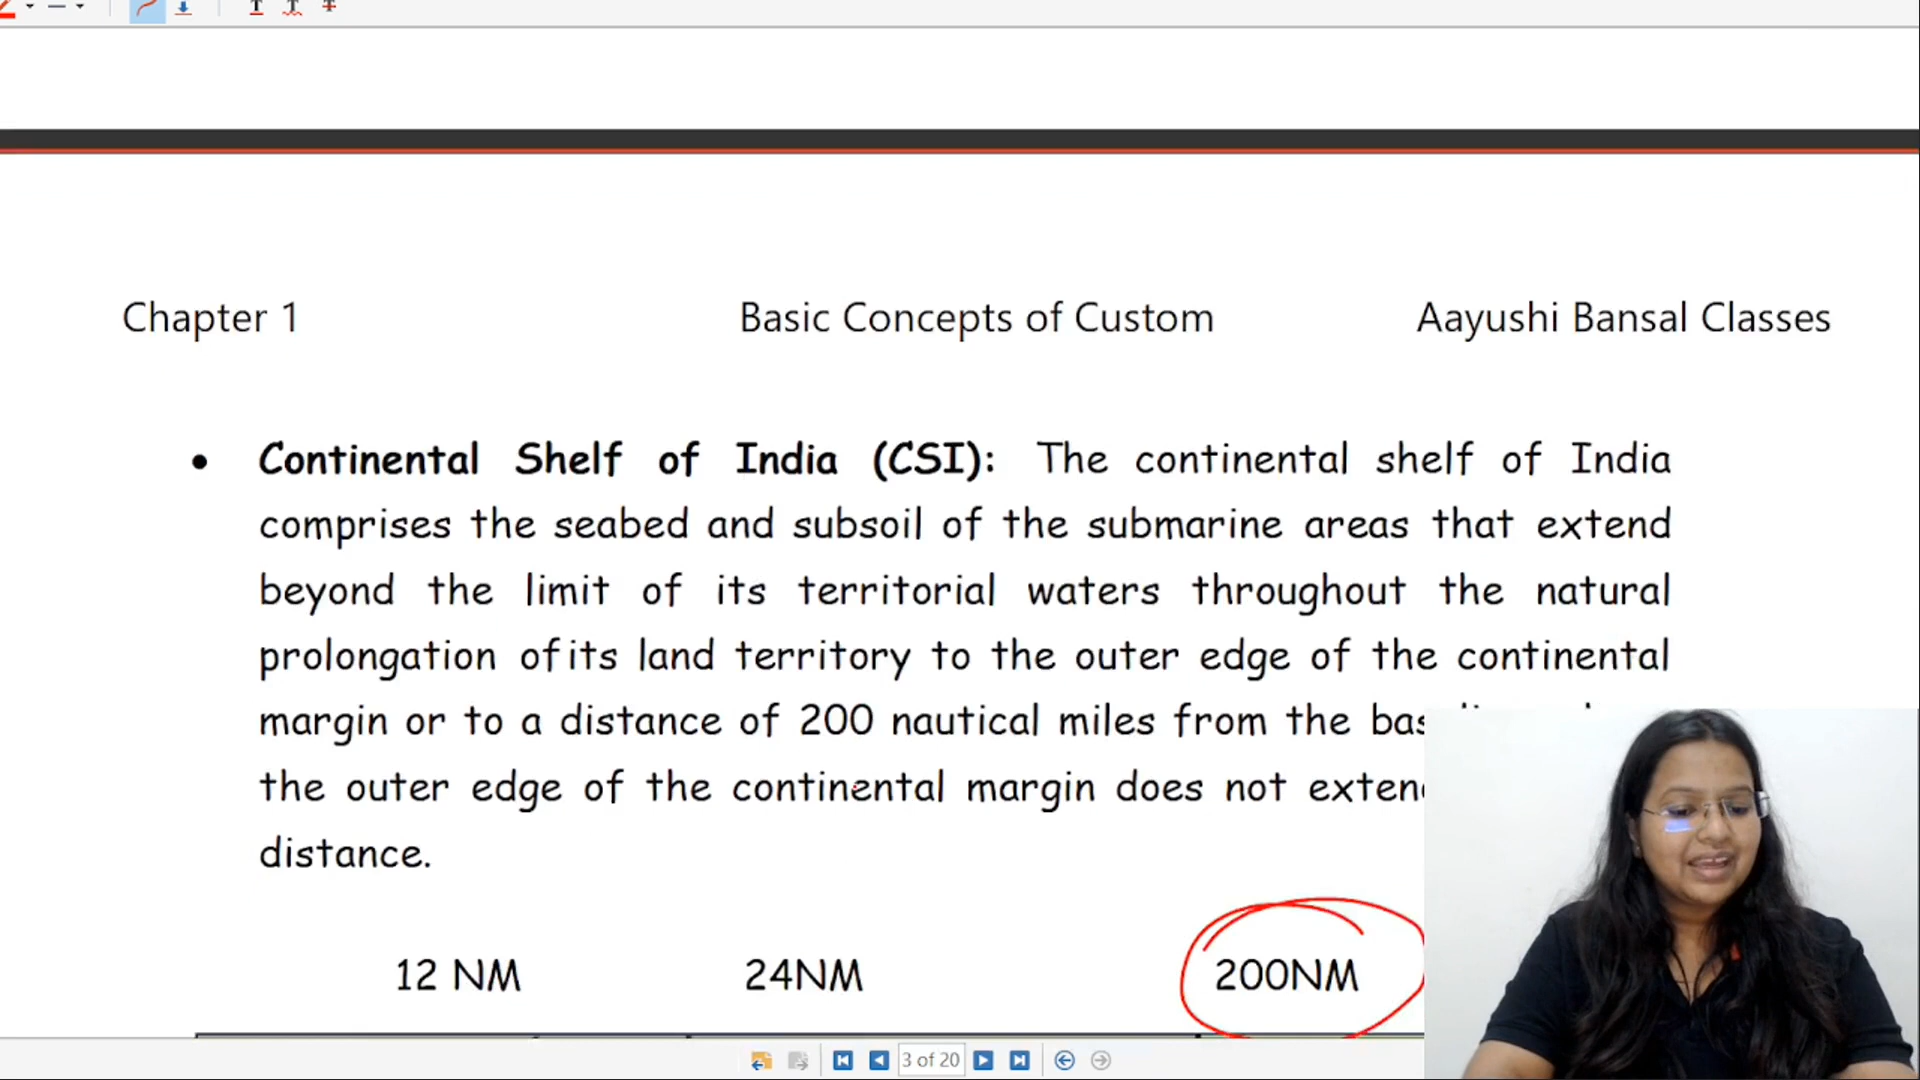 Chapter 1 Basic Concepts of Custom Aayushi Bansal Classes
• Continental Shelf of India (CSI): The continental shelf of India
comprises the seabed and subsoil of the submarine areas that extend
beyond the limit of its territorial waters throughout the natural
prolongation of its land territory to the outer edge of the continental
margin or to a distance of 200 nautical miles from the
the outer edge of the continental margin does not
distance.
12 NM 24NM 200NM
3 of 20